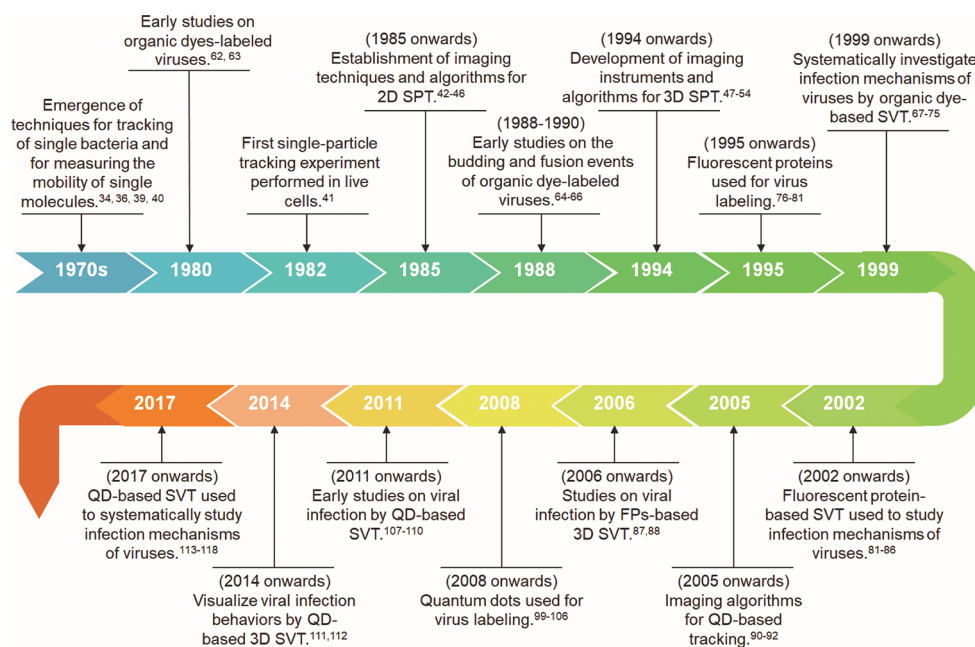 Early studies on
organic dyes-labeled
viruses.62, 63
(1985 onwards)
Establishment of imaging
techniques and algorithms for
2D SPT.42-46
(1994 onwards)
Development of imaging
instruments and
algorithms for 3D SPT.47-54
(1999 onwards)
Systematically investigate
infection mechanisms of
viruses by organic dye-
based SVT.67-75
Emergence of
techniques for tracking
of single bacteria and
for measuring the
mobility of single
molecules.34, 36, 39, 40
First single-particle
tracking experiment
performed in live
cells.41
(1988-1990)
Early studies on the
budding and fusion events
of organic dye-labeled
viruses.64-66
(1995 onwards)
Fluorescent proteins
used for virus
labeling.76-81
1970s
1980
1982
1985
1988
1994
1995
1999
2017
2014
2011
2008
2006
2005
2002
(2017 onwards)
QD-based SVT used
to systematically study
infection mechanisms
of viruses.113-118
(2011 onwards)
Early studies on viral
infection by QD-based
SVT.107-110
(2006 onwards)
Studies on viral
infection by FPs-based
3D SVT.87,88
(2002 onwards)
Fluorescent protein-
based SVT used to study
infection mechanisms of
viruses.81-86
(2014 onwards)
Visualize viral infection
behaviors by QD-
based 3D SVT.111,112
(2008 onwards)
Quantum dots used for
virus labeling.99-106
(2005 onwards)
Imaging algorithms
for QD-based
tracking.90-92